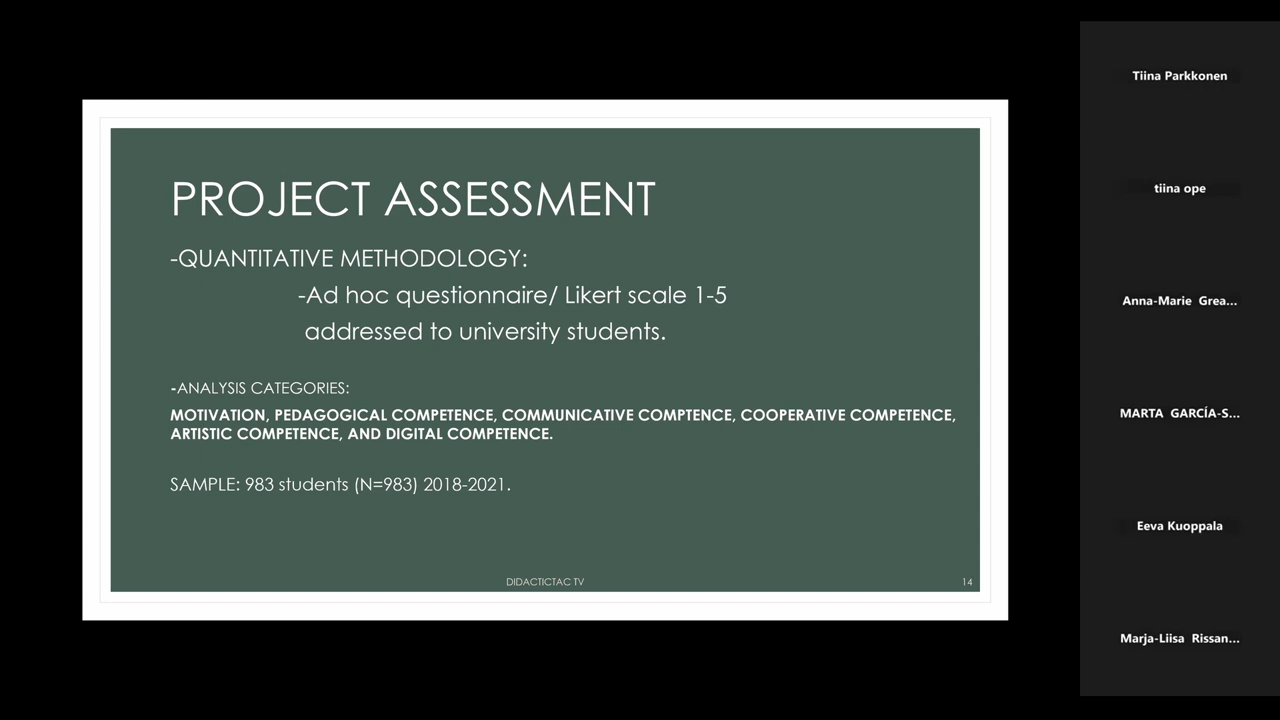 PROJECT ASSESSMENT
-QUANTITATIVE METHODOLOGY:
-Ad hoc questionnaire/ Likert scale 1-5
addressed to university students.
-ANALYSIS CATEGORIES:
MOTIVATION, PEDAGOGICAL COMPETENCE, COMMUNICATIVE COMPTENCE, COOPERATIVE COMPETENCE,
ARTISTIC COMPETENCE, AND DIGITAL COMPETENCE.
SAMPLE: 983 students (N=983) 2018-2021.
DIDACTICTAC TV
14
Tiina Parkkonen
tiina ope
Anna-Marie Grea...
MARTA GARCÍA-S...
Eeva Kuoppala
Marja-Liisa Rissan...